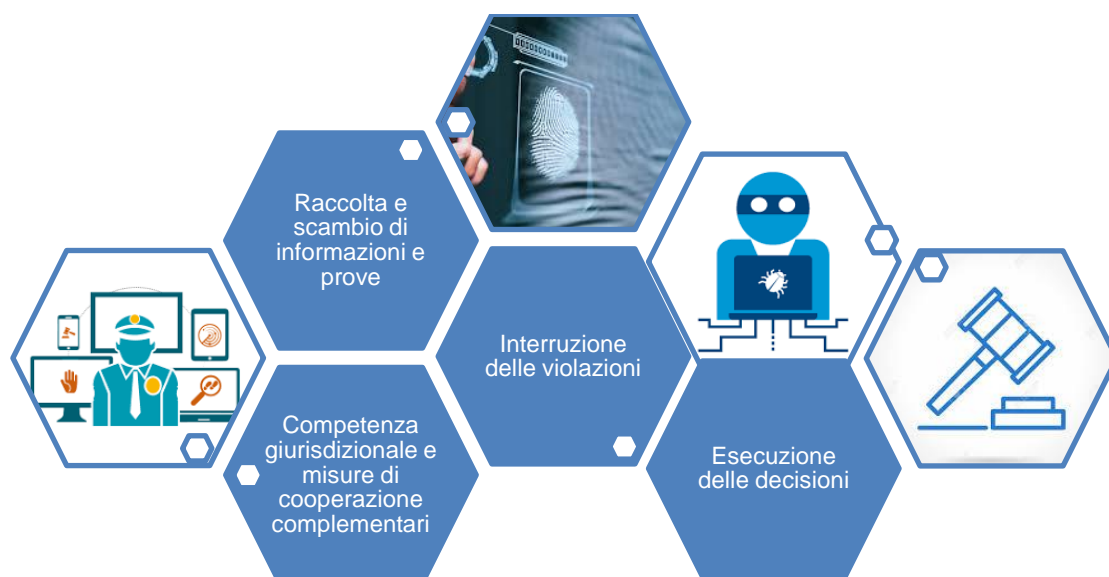 Raccolta e
scambio di
informazioni e
prove
Interruzione
delle violazioni
Competenza
giurisdizionale e
misure di
cooperazione
complementari
Esecuzione
delle decisioni